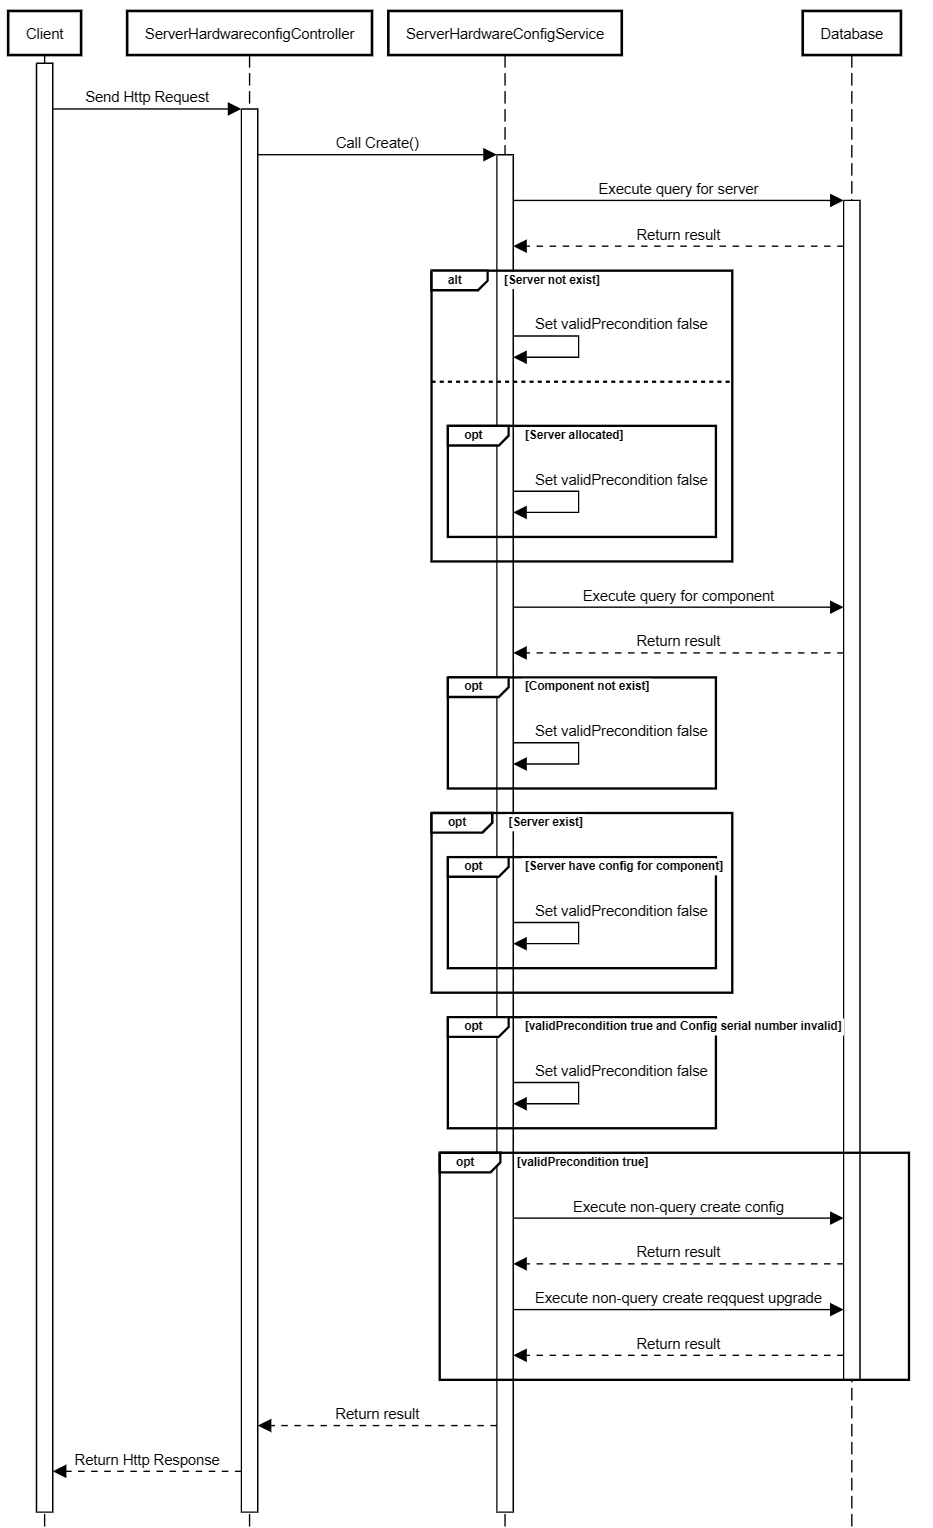 Client
ServerHardwareconfigController
ServerHardwareConfigService
Database
Send Http Request
Call Create()
Execute query for server
Return result
alt
[Server not exist]
Set validPrecondition false
opt
[Server allocated]
Set validPrecondition false
Execute query for component
Return result
opt
[Component not exist]
Set validPrecondition false
opt
[Server exist]
opt
[Server have config for component]
Set validPrecondition false
opt
[validPrecondition true and Config serial number invalid]
Set validPrecondition false
opt
[validPrecondition true]
Execute non-query create config
Return result
Execute non-query create reqquest upgrade
Return result
Return result
Return Http Response